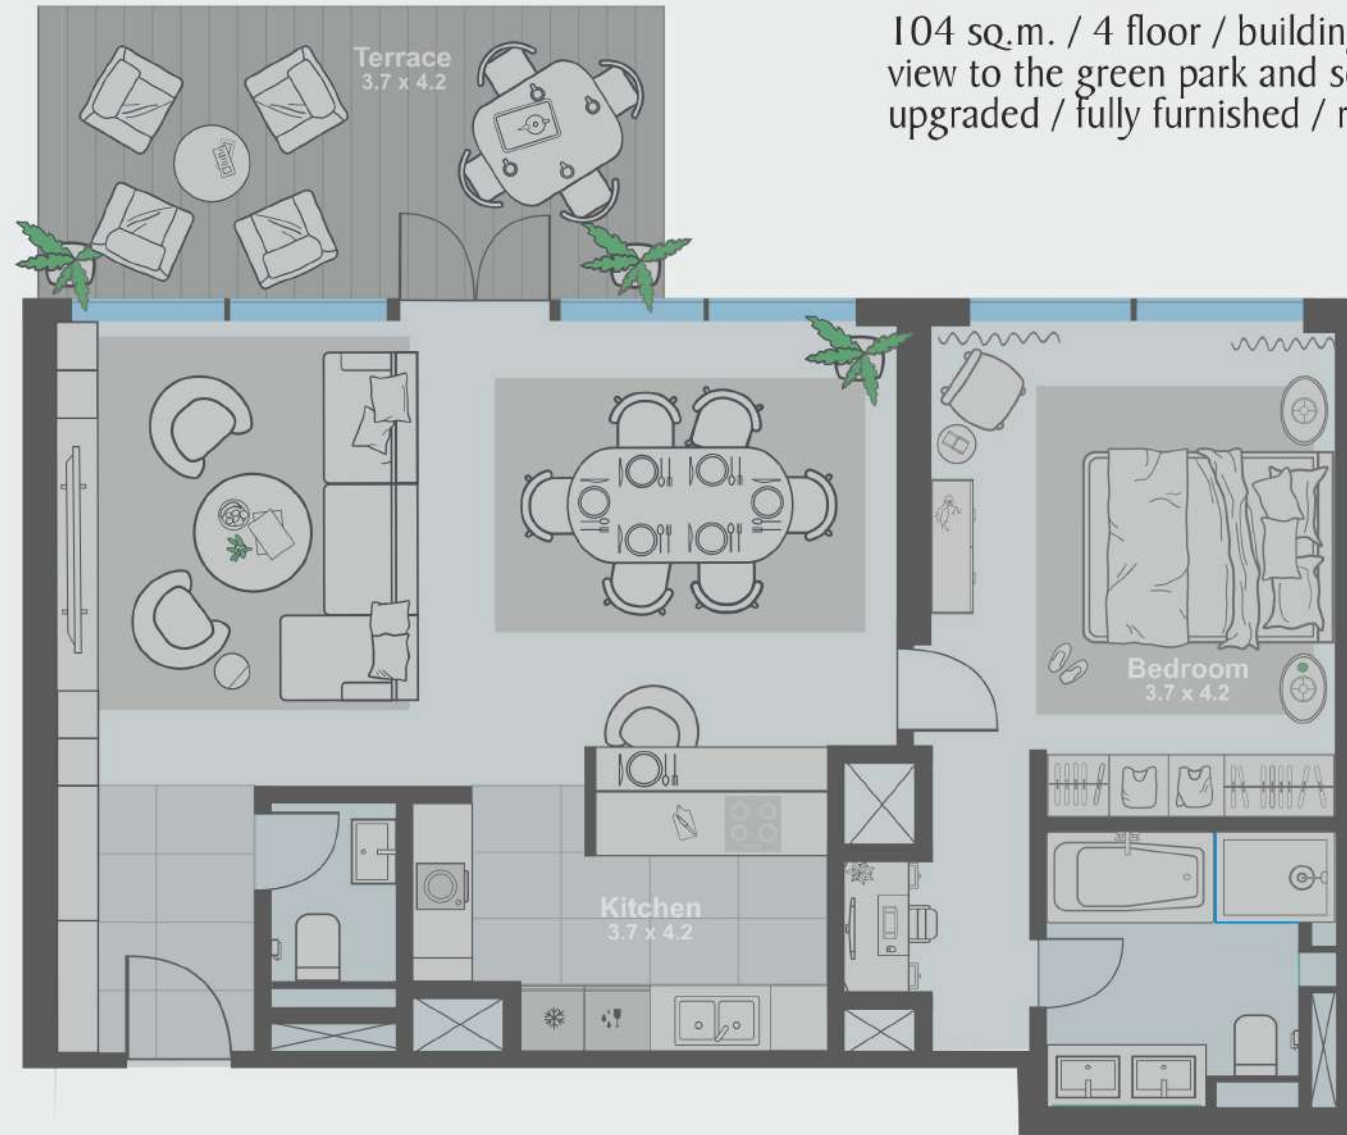 104 sq.m. / 4 floor / building
view to the green park and s
upgraded / fully furnished / r
Terrace
3.7 x 4.2
Bedroom
3.7 x 4.2
Kitchen
3.7 x 4.2